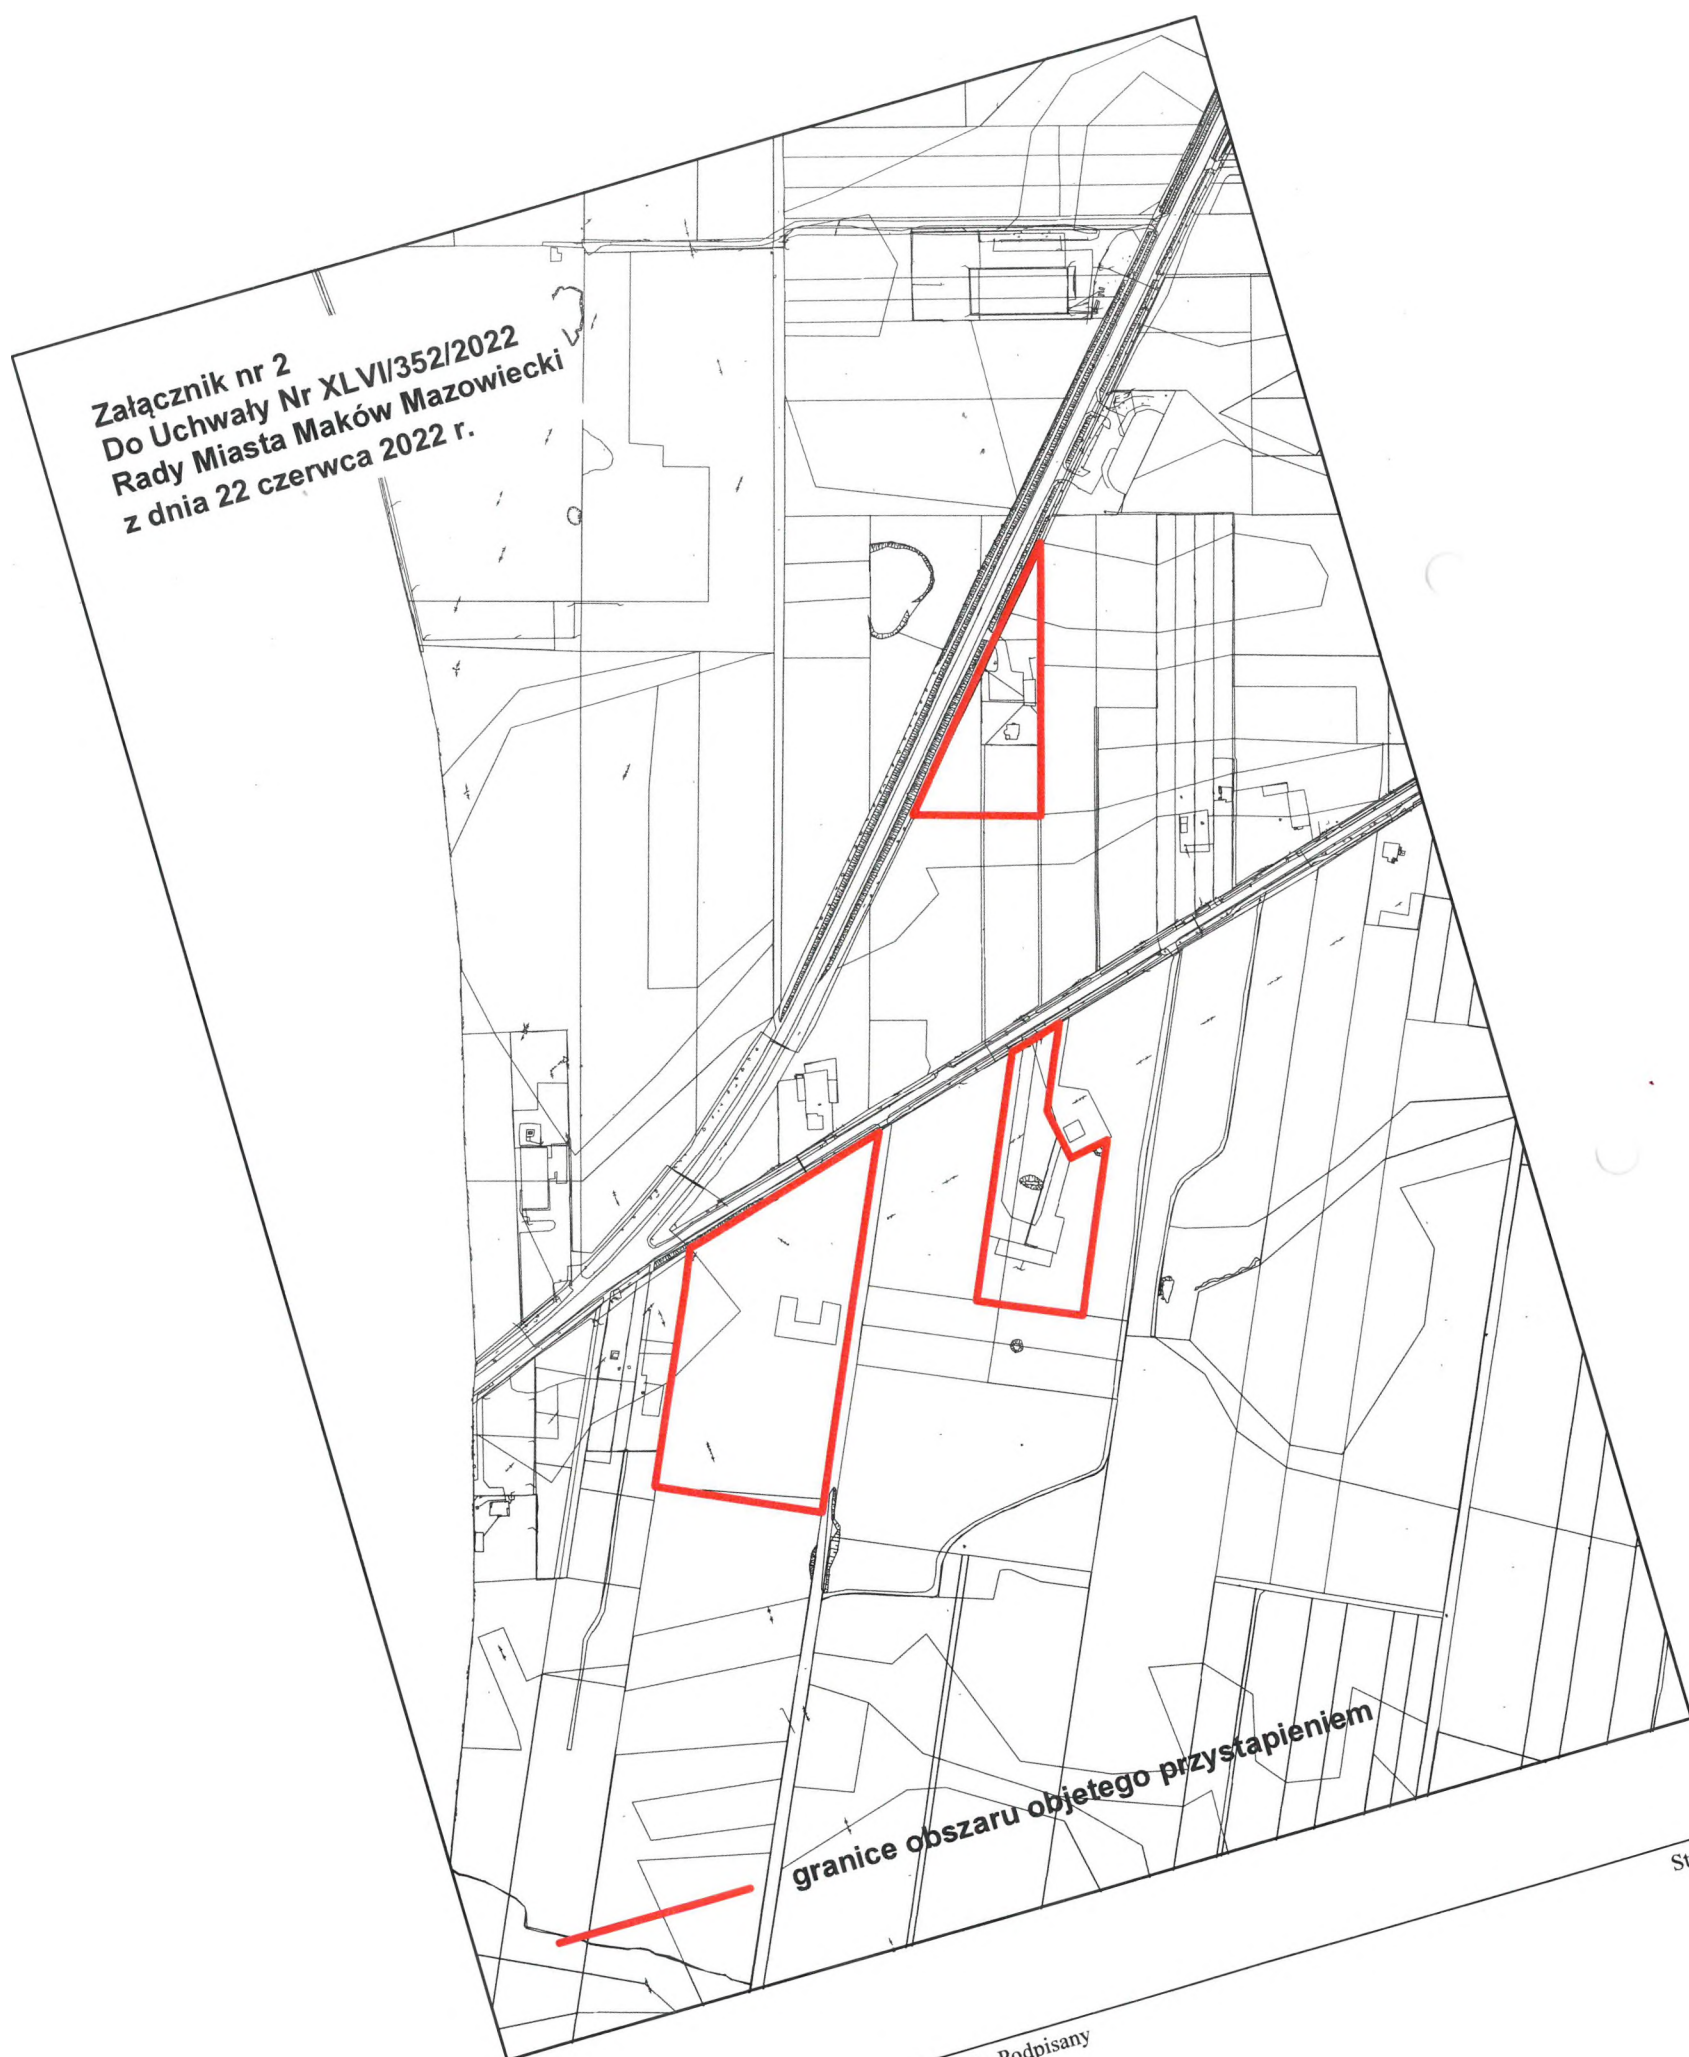 Załącznik nr 2
Do Uchwały Nr XLVI/352/2022
Rady Miasta Maków Mazowiecki
z dnia 22 czerwca 2022 r.
granice obszaru objetego przystapieniem
Podpisany